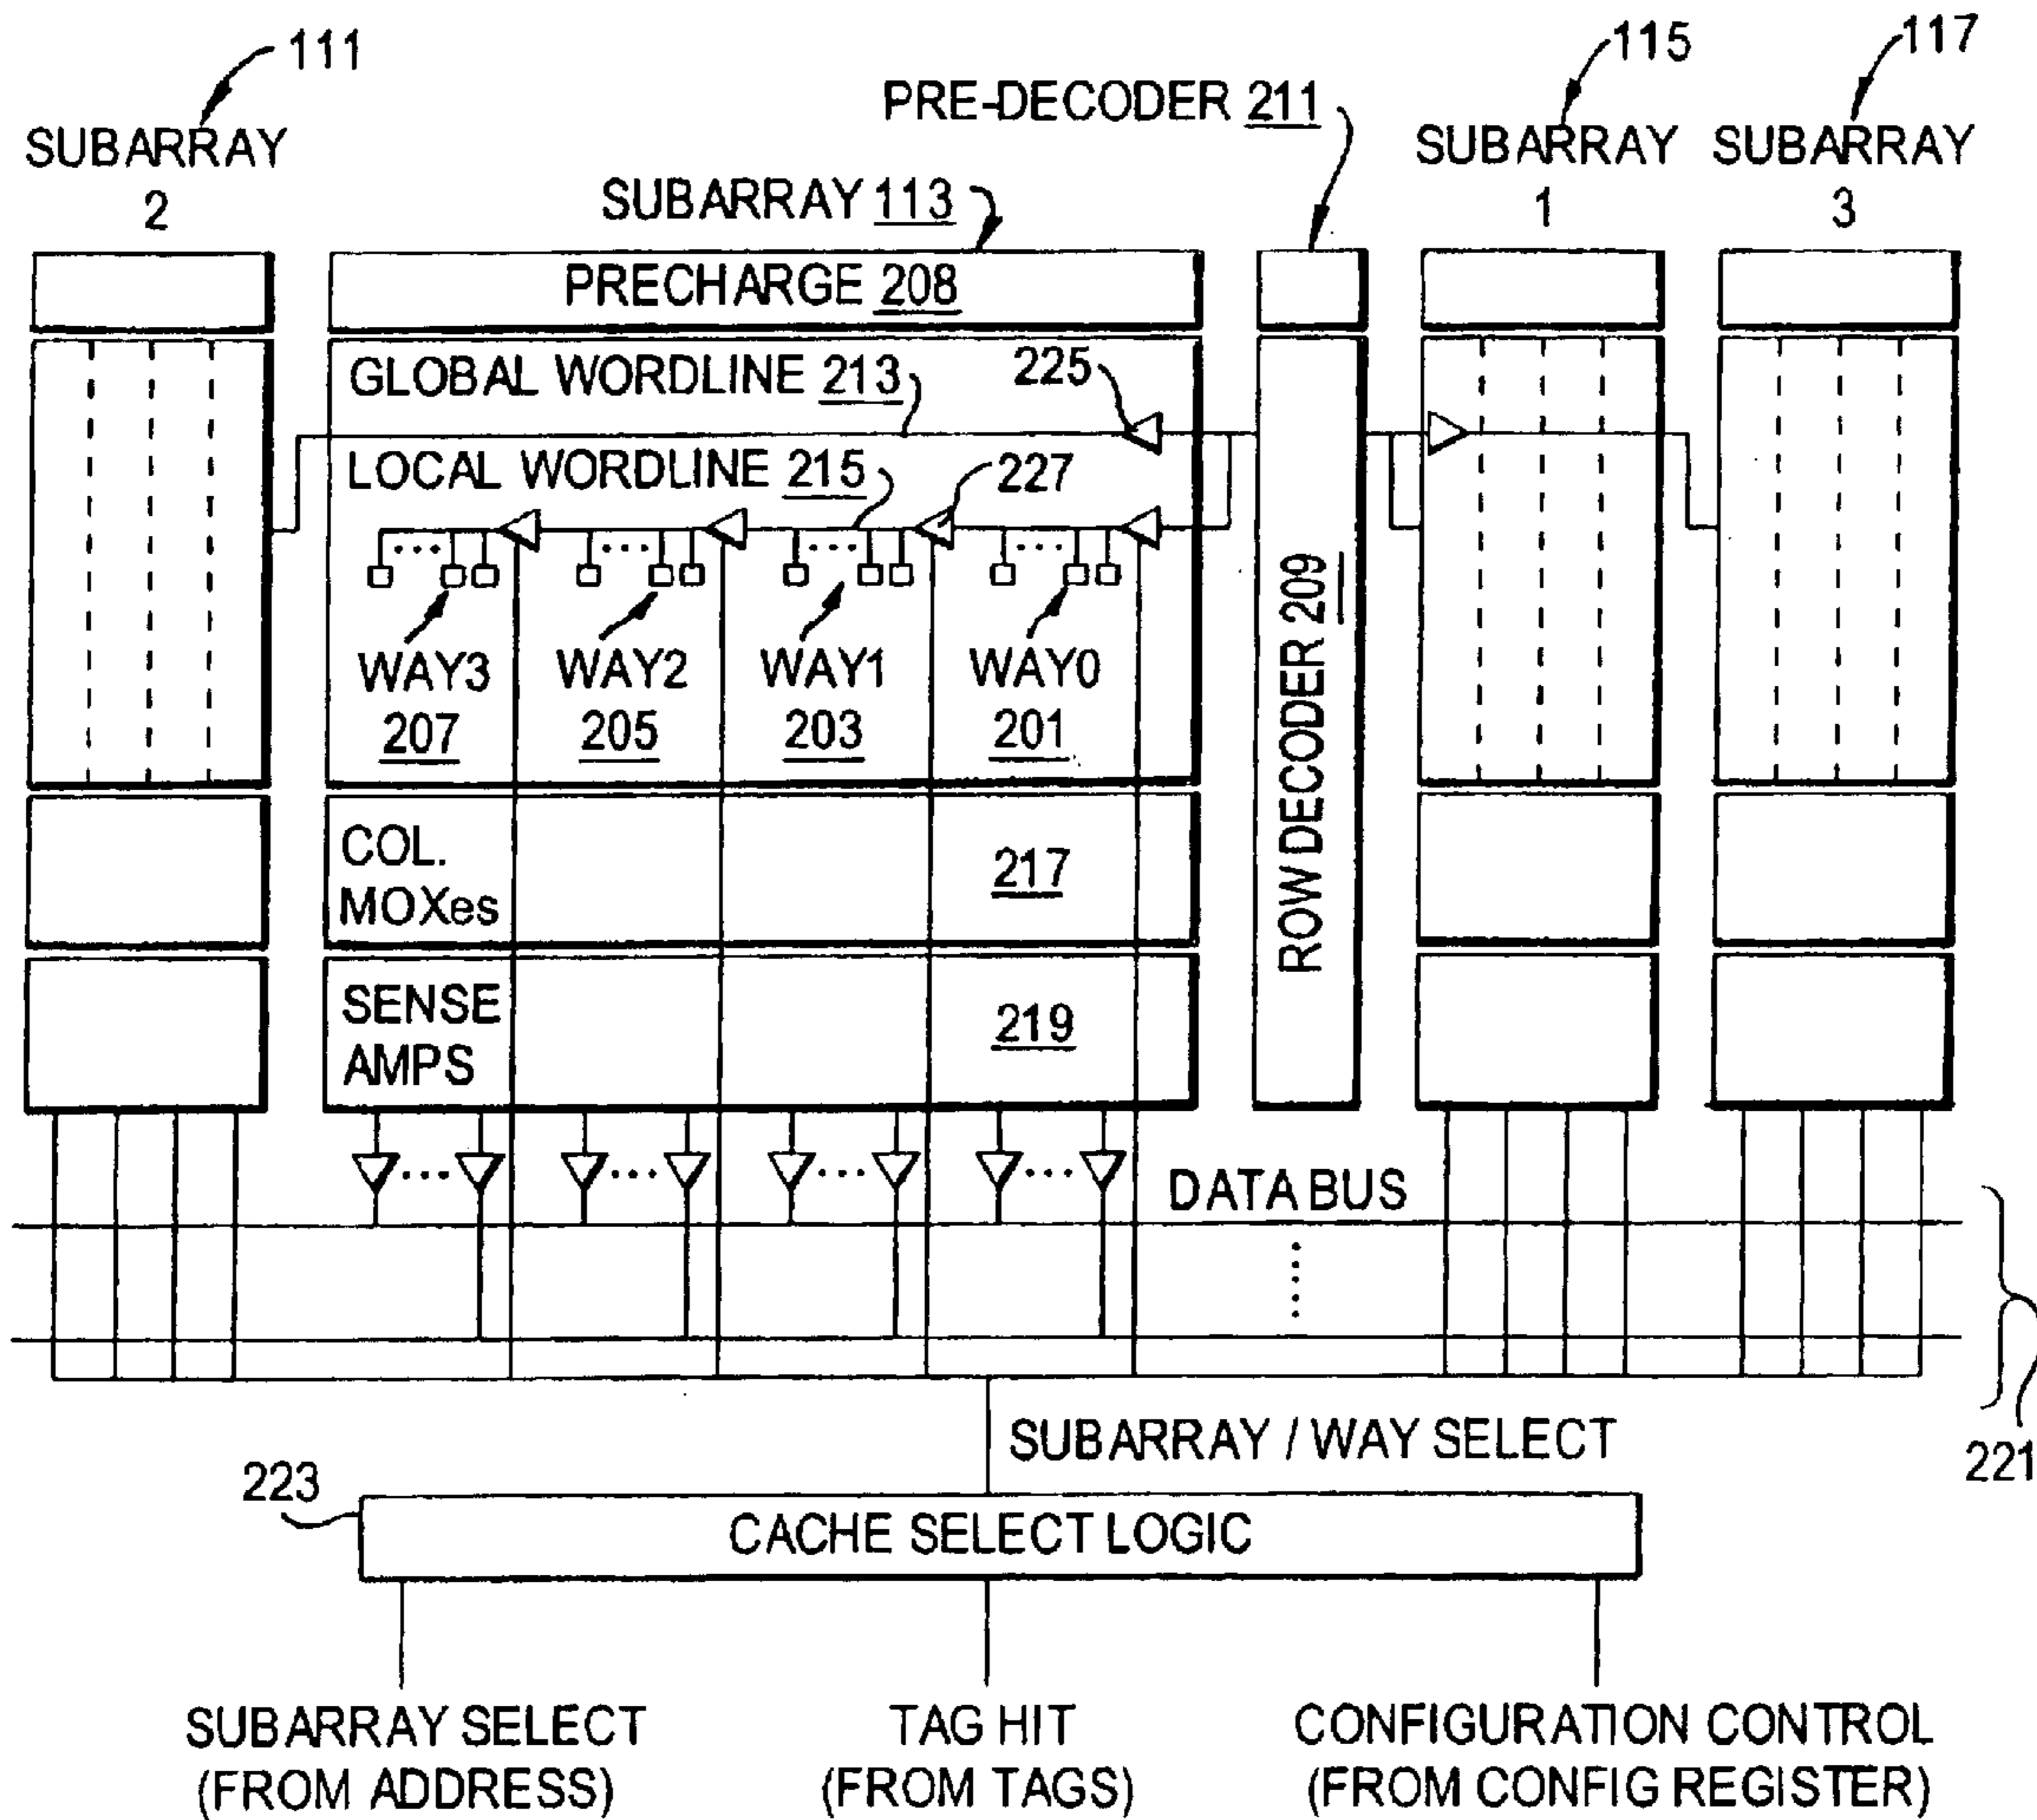 111
115
117
PRE-DECODER 211
SUBARRAY
2
SUBARRAY
1
SUBARRAY
3
SUBARRAY 113
PRECHARGE 208
GLOBAL WORDLINE 213
225
LOCAL WORDLINE 215
227
WAY3
207
WAY2
205
WAY1
203
WAY0
201
ROW DECODER 209
COL.
MOXes
217
SENSE
AMPS
219
DATA BUS
221
SUBARRAY / WAY SELECT
223
CACHE SELECT LOGIC
SUBARRAY SELECT
(FROM ADDRESS)
TAG HIT
(FROM TAGS)
CONFIGURATION CONTROL
(FROM CONFIG REGISTER)